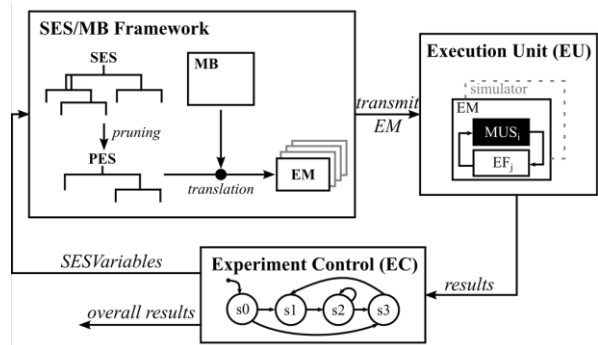 SES/MB Framework
SES
MB
pruning
PES
translation
EM
transmit
EM
Execution Unit (EU)
simulator
EM
MUSi
EFj
SESVariables
Experiment Control (EC)
s0
s1
s2
s3
results
overall results